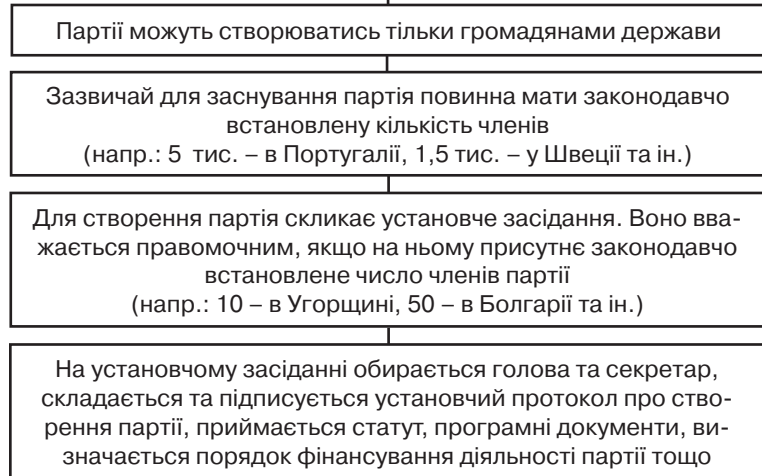 Партії можуть створюватись тільки громадянами держави
Зазвичай для заснування партія повинна мати законодавчо
встановлену кількість членів
(напр.: 5 тис. – в Португалії, 1,5 тис. – у Швеції та ін.)
Для створення партія скликає установче засідання. Воно вва-
жається правомочним, якщо на ньому присутнє законодавчо
встановлене число членів партії
(напр.: 10 – в Угорщині, 50 – в Болгарії та ін.)
На установчому засіданні обирається голова та секретар,
складається та підписується установчий протокол про ство-
рення партії, приймається статут, програмні документи, ви-
значається порядок фінансування діяльності партії тощо